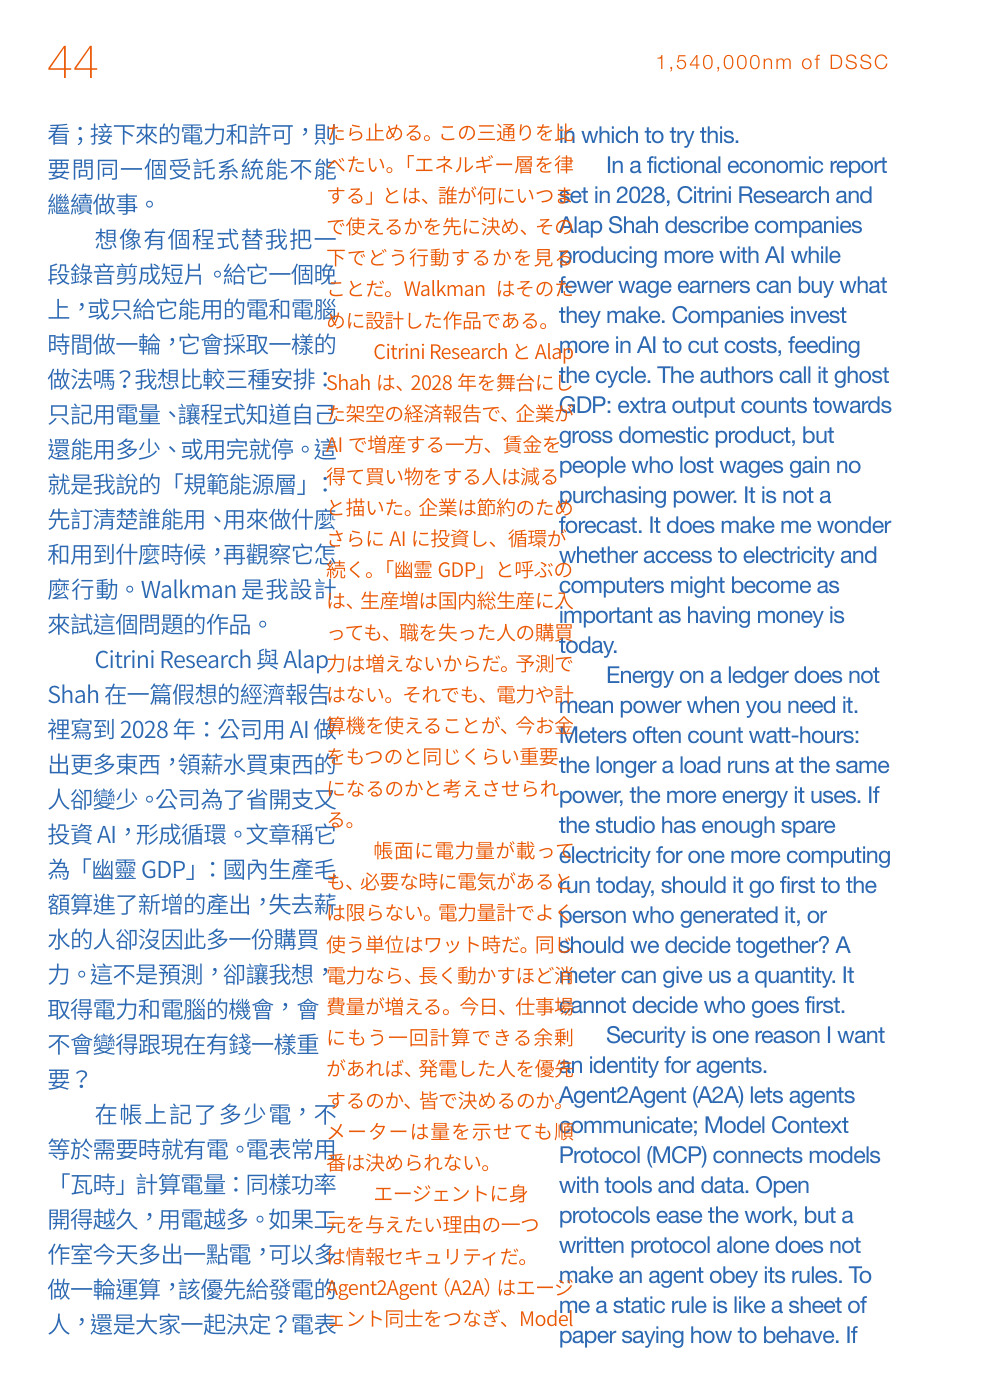 44
1,540,000nm of DSSC
看；接下來的電力和許可，則
要問同一個受託系統能不能
繼續做事。
想像有個程式替我把一
段錄音剪成短片。給它一個晚
上，或只給它能用的電和電腦
時間做一輪，它會採取一樣的
做法嗎？我想比較三種安排：
只記用電量、讓程式知道自己
還能用多少、或用完就停。這
就是我說的「規範能源層」：
先訂清楚誰能用、用來做什麼
和用到什麼時候，再觀察它怎
麼行動。Walkman 是我設計
來試這個問題的作品。
Citrini Research 與 Alap
Shah 在一篇假想的經濟報告
裡寫到 2028 年：公司用 AI 做
出更多東西，領薪水買東西的
人卻變少。公司為了省開支又
投資 AI，形成循環。文章稱它
為「幽靈 GDP」：國內生產毛
額算進了新增的產出，失去薪
水的人卻沒因此多一份購買
力。這不是預測，卻讓我想，
取得電力和電腦的機會，會
不會變得跟現在有錢一樣重
要？
在帳上記了多少電，不
等於需要時就有電。電表常用
「瓦時」計算電量：同樣功率
開得越久，用電越多。如果工
作室今天多出一點電，可以多
做一輪運算，該優先給發電的
人，還是大家一起決定？電表
たら止める。この三通りを比
べたい。「エネルギー層を律
する」とは、誰が何にいつま
で使えるかを先に決め、その
下でどう行動するかを見る
ことだ。Walkman はそのた
めに設計した作品である。
Citrini Research と Alap
Shah は、2028 年を舞台にし
た架空の経済報告で、企業が
AI で増産する一方、賃金を
得て買い物をする人は減る
と描いた。企業は節約のため
さらに AI に投資し、循環が
続く。「幽霊 GDP」と呼ぶの
は、生産増は国内総生産に入
っても、職を失った人の購買
力は増えないからだ。予測で
はない。それでも、電力や計
算機を使えることが、今お金
をもつのと同じくらい重要
になるのかと考えさせられ
る。
帳面に電力量が載って
も、必要な時に電気があると
は限らない。電力量計でよく
使う単位はワット時だ。同じ
電力なら、長く動かすほど消
費量が増える。今日、仕事場
にもう一回計算できる余剰
があれば、発電した人を優先
するのか、皆で決めるのか。
メーターは量を示せても順
番は決められない。
エージェントに身
元を与えたい理由の一つ
は情報セキュリティだ。
Agent2Agent（A2A）はエージ
ェント同士をつなぎ、Model
in which to try this.
In a fictional economic report
set in 2028, Citrini Research and
Alap Shah describe companies
producing more with AI while
fewer wage earners can buy what
they make. Companies invest
more in AI to cut costs, feeding
the cycle. The authors call it ghost
GDP: extra output counts towards
gross domestic product, but
people who lost wages gain no
purchasing power. It is not a
forecast. It does make me wonder
whether access to electricity and
computers might become as
important as having money is
today.
Energy on a ledger does not
mean power when you need it.
Meters often count watt-hours:
the longer a load runs at the same
power, the more energy it uses. If
the studio has enough spare
electricity for one more computing
run today, should it go first to the
person who generated it, or
should we decide together? A
meter can give us a quantity. It
cannot decide who goes first.
Security is one reason I want
an identity for agents.
Agent2Agent (A2A) lets agents
communicate; Model Context
Protocol (MCP) connects models
with tools and data. Open
protocols ease the work, but a
written protocol alone does not
make an agent obey its rules. To
me a static rule is like a sheet of
paper saying how to behave. If